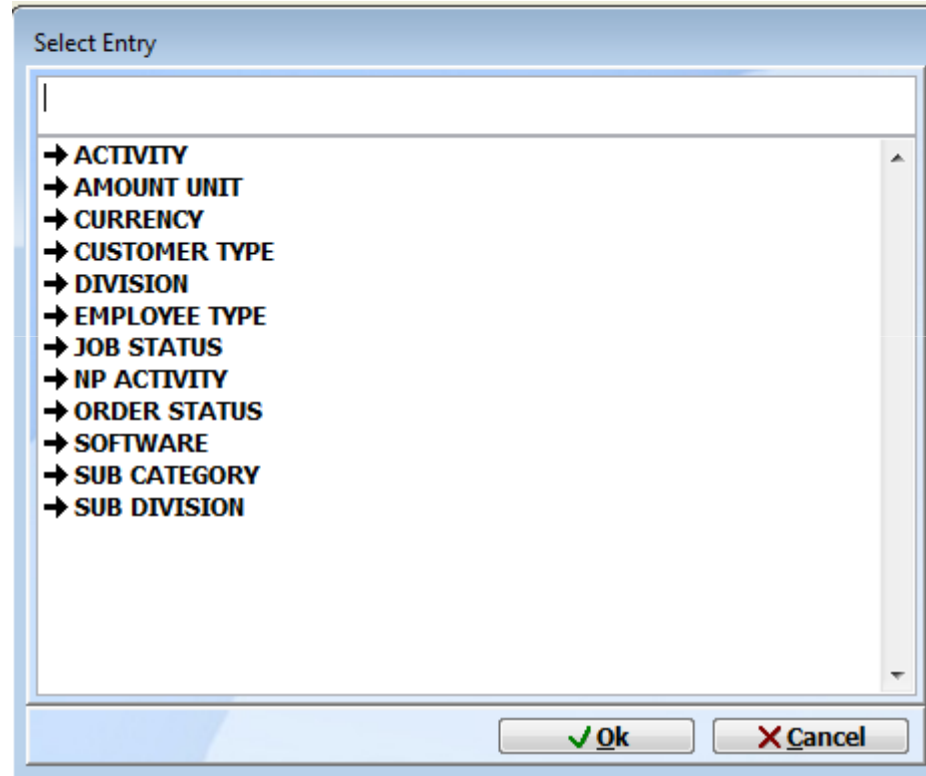 Select Entry
ACTIVITY
AMOUNT UNIT
CURRENCY
CUSTOMER TYPE
DIVISION
EMPLOYEE TYPE
JOB STATUS
NP ACTIVITY
ORDER STATUS
SOFTWARE
SUB CATEGORY
SUB DIVISION
Ok Cancel